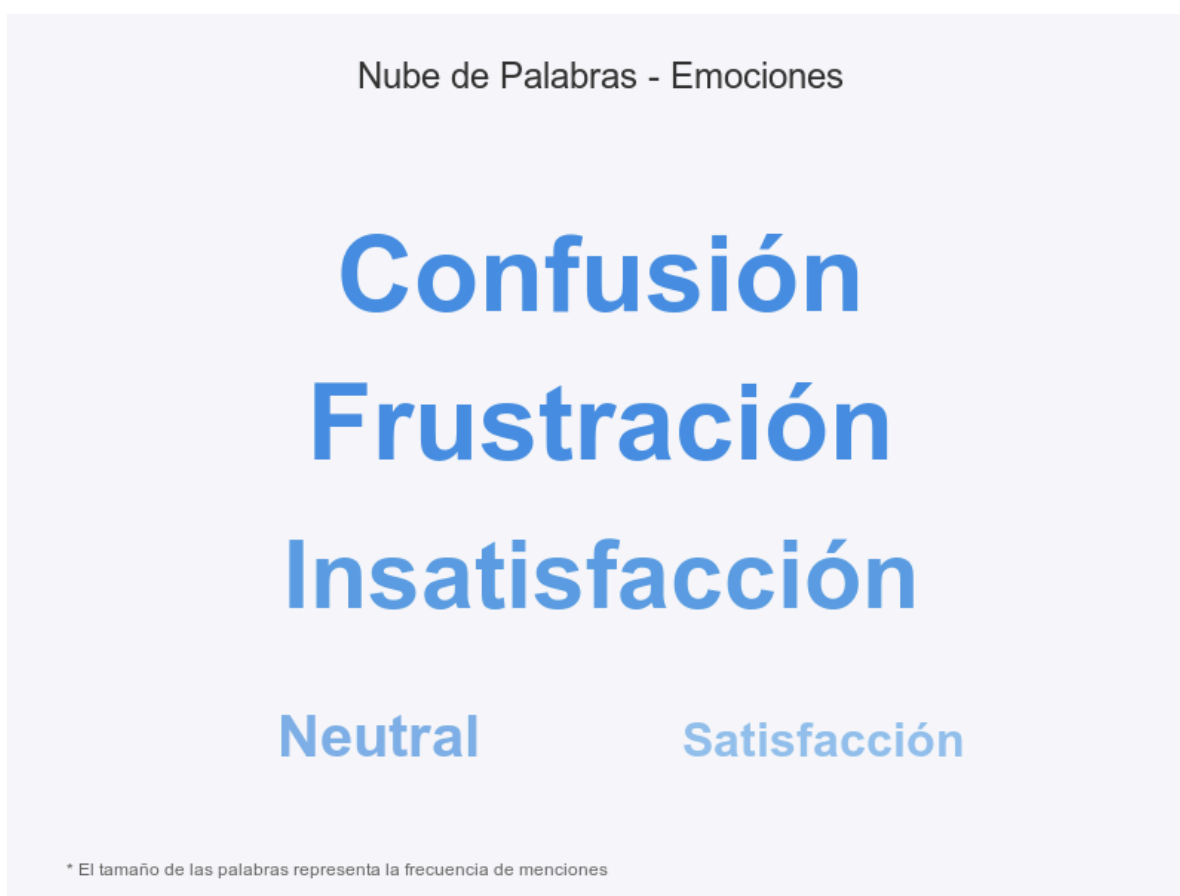 Nube de Palabras - Emociones
Confusión
Frustración
Insatisfacción
Neutral Satisfacción
* El tamaño de las palabras representa la frecuencia de menciones